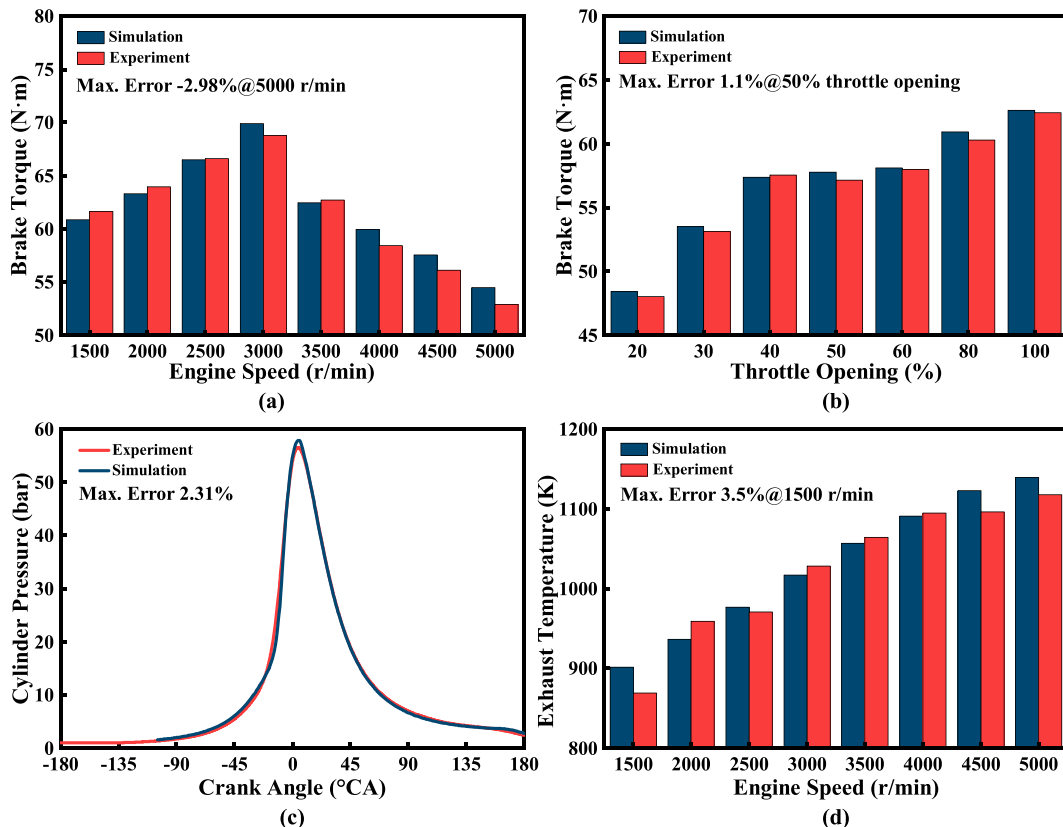 80
75
70
65
60
55
50
Brake Torque (N·m)
Simulation
Experiment
Max. Error -2.98%@5000 r/min
1500 2000 2500 3000 3500 4000 4500 5000
Engine Speed (r/min)
(a)
70
65
60
55
50
45
Brake Torque (N·m)
Simulation
Experiment
Max. Error 1.1%@50% throttle opening
20 30 40 50 60 80 100
Throttle Opening (%)
(b)
60
50
40
30
20
10
0
Cylinder Pressure (bar)
Experiment
Simulation
Max. Error 2.31%
-180 -135 -90 -45 0 45 90 135 180
Crank Angle (°CA)
(c)
1200
1100
1000
900
800
Exhaust Temperature (K)
Simulation
Experiment
Max. Error 3.5%@1500 r/min
1500 2000 2500 3000 3500 4000 4500 5000
Engine Speed (r/min)
(d)